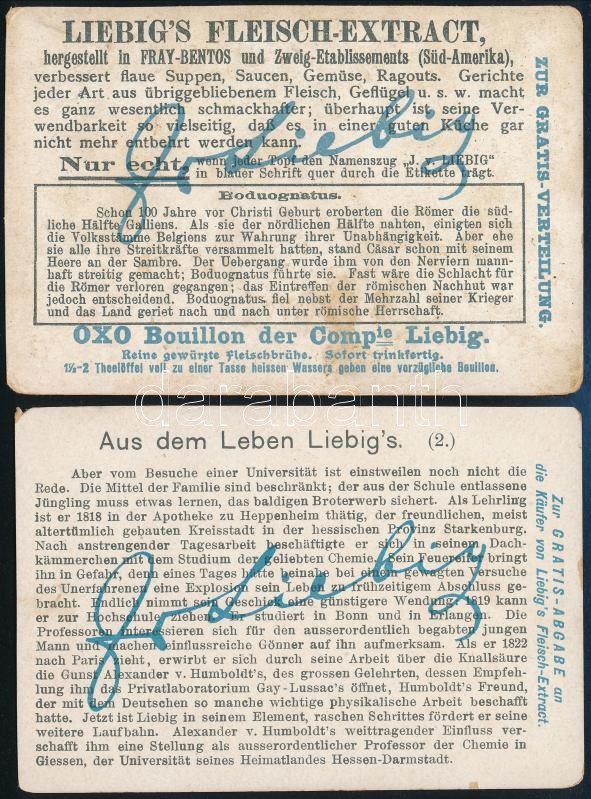 LIEBIG'S FLEISCH-EXTRACT,
hergestellt in FRAY-BENTOS und Zweig-Etablissements (Süd-Amerika),
verbessert flaue Suppen, Saucen, Gemüse, Ragouts. Gerichte
jeder Art aus übriggebliebenem Fleisch, Geflügel u. s. w. macht
es ganz wesentlich schmackhafter; überhaupt ist seine Ver-
wendbarkeit so vielseitig, daß es in einer guten Küche gar
nicht mehr entbehrt werden kann.
Nur echt, wenn jeder Topf den Namenszug „J. v. LIEBIG"
in blauer Schrift quer durch die Etikette trägt.
Boduognatus.
Schon 100 Jahre vor Christi Geburt eroberten die Römer die süd-
liche Hälfte Galliens. Als sie der nördlichen Hälfte nahten, einigten sich
die Volksstämme Belgiens zur Wahrung ihrer Unabhängigkeit. Aber ehe
sie alle ihre Streitkräfte versammelt hatten, stand Cäsar schon mit seinem
Heere an der Sambre. Der Uebergang wurde ihm von den Nerviern mann-
haft streitig gemacht; Boduognatus führte sie. Fast wäre die Schlacht für
die Römer verloren gegangen; das Eintreffen der römischen Nachhut war
jedoch entscheidend. Boduognatus fiel nebst der Mehrzahl seiner Krieger
und das Land geriet nach und nach unter römische Herrschaft.
OXO Bouillon der Compie Liebig.
Reine gewürzte Fleischbrühe. Sofort trinkfertig.
1½-2 Theelöffel voll zu einer Tasse heissen Wassers geben eine vorzügliche Bouillon.
ZUR GRATIS-VERTEILUNG.
JvLiebig
darabanth
Aus dem Leben Liebig's. (2.)
Aber vom Besuche einer Universität ist einstweilen noch nicht die
Rede. Die Mittel der Familie sind beschränkt; der aus der Schule entlassene
Jüngling muss etwas lernen, das baldigen Broterwerb sichert. Als Lehrling
ist er 1818 in der Apotheke zu Heppenheim thätig, der freundlichen, meist
altertümlich gebauten Kreisstadt in der hessischen Provinz Starkenburg.
Nach anstrengender Tagesarbeit beschäftigte er sich in seinem Dach-
kämmerchen mit dem Studium der geliebten Chemie. Sein Feuereifer bringt
ihn in Gefahr, denn eines Tages hätte beinahe bei einem gewagten Versuche
des Unerfahrenen eine Explosion sein Leben zu frühzeitigem Abschluss ge-
bracht. Endlich nimmt sein Geschick eine günstigere Wendung, 1819 kann
er zur Hochschule ziehen. Er studiert in Bonn und in Erlangen. Die
Professoren interessieren sich für den ausserordentlich begabten jungen
Mann und machen einflussreiche Gönner auf ihn aufmerksam. Als er 1822
nach Paris zieht, erwirbt er sich durch seine Arbeit über die Knallsäure
die Gunst Alexander v. Humboldt's, des grossen Gelehrten, dessen Empfeh-
lung ihm das Privatlaboratorium Gay-Lussac's öffnet, Humboldt's Freund,
der mit dem Deutschen so manche wichtige physikalische Arbeit beschafft
hatte. Jetzt ist Liebig in seinem Element, raschen Schrittes fördert er seine
weitere Laufbahn. Alexander v. Humboldt's weittragender Einfluss ver-
schafft ihm eine Stellung als ausserordentlicher Professor der Chemie in
Giessen, der Universität seines Heimatlandes Hessen-Darmstadt.
Zur GRATIS-ABGABE an
die Käufer von Liebig's Fleisch-Extract.
JvLiebig